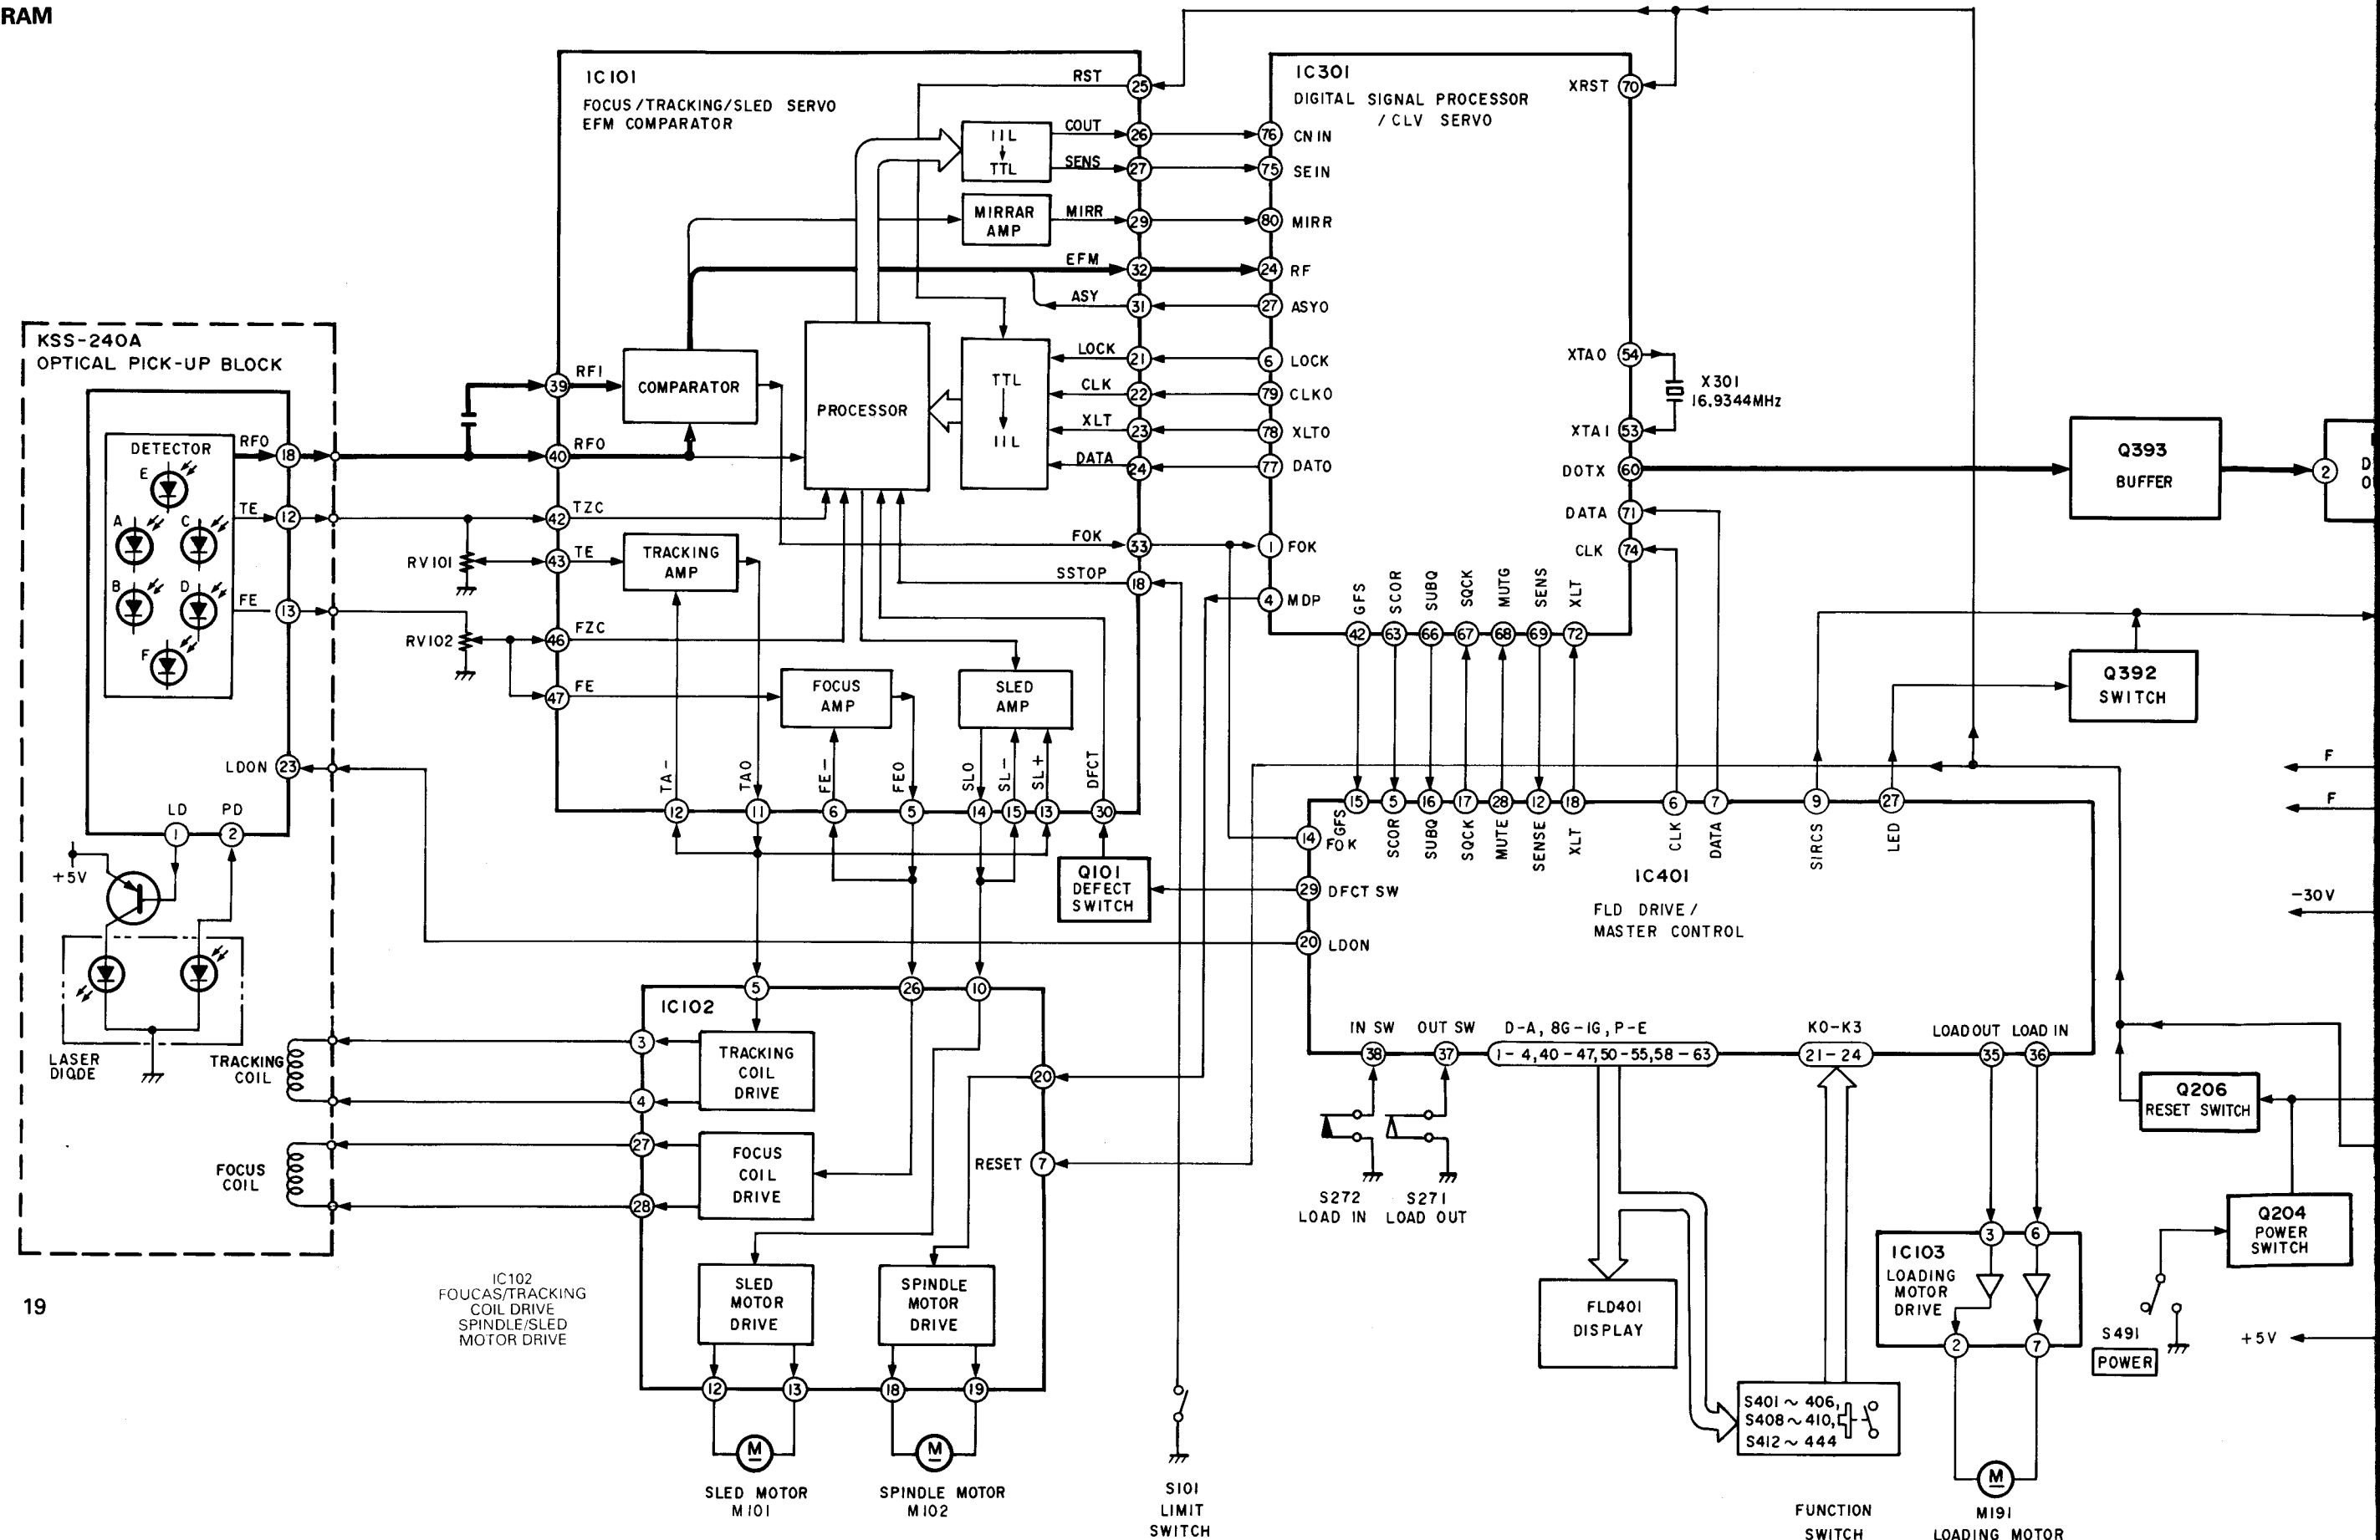 RAM
KSS-240A
OPTICAL PICK-UP BLOCK
DETECTOR
E
A
C
B
D
F
RFO
18
TE
12
FE
13
LDON
23
LD
PD
1
2
+5V
LASER
DIODE
TRACKING
COIL
FOCUS
COIL
19
RV101
RV102
IC101
FOCUS/TRACKING/SLED SERVO
EFM COMPARATOR
39
RFI
40
RFO
42
TZC
43
TE
46
FZC
47
FE
COMPARATOR
PROCESSOR
IIL
TTL
MIRRAR
AMP
TTL
IIL
TRACKING
AMP
FOCUS
AMP
SLED
AMP
RST
25
COUT
26
SENS
27
MIRR
29
EFM
32
ASY
31
LOCK
21
CLK
22
XLT
23
DATA
24
FOK
33
SSTOP
18
TA-
TAO
FE-
FEO
SLO
SL-
SL+
DFCT
12
11
6
5
14
15
13
30
Q101
DEFECT
SWITCH
IC102
5
26
10
3
4
27
28
20
RESET
7
TRACKING
COIL
DRIVE
FOCUS
COIL
DRIVE
SLED
MOTOR
DRIVE
SPINDLE
MOTOR
DRIVE
12
13
18
19
M
M
SLED MOTOR
M101
SPINDLE MOTOR
M102
IC102
FOUCAS/TRACKING
COIL DRIVE
SPINDLE/SLED
MOTOR DRIVE
S101
LIMIT
SWITCH
IC301
DIGITAL SIGNAL PROCESSOR
/ CLV SERVO
76
CNIN
75
SEIN
80
MIRR
24
RF
27
ASYO
6
LOCK
79
CLKO
78
XLTO
77
DATO
1
FOK
4
MDP
XRST
70
XTAO
54
X301
16.9344MHz
XTAI
53
DOTX
60
DATA
71
CLK
74
GFS
SCOR
SUBQ
SQCK
MUTG
SENS
XLT
42
63
66
67
68
69
72
15
5
16
17
28
12
18
6
7
9
27
GFS
SCOR
SUBQ
SQCK
MUTE
SENSE
XLT
CLK
DATA
SIRCS
LED
14
FOK
29
DFCT SW
20
LDON
IC401
FLD DRIVE/
MASTER CONTROL
IN SW
OUT SW
D-A, 8G-1G, P-E
K0-K3
LOADOUT
LOAD IN
38
37
1-4,40-47,50-55,58-63
21-24
35
36
S272
LOAD IN
S271
LOAD OUT
FLD401
DISPLAY
S401~406,
S408~410,
S412~444
FUNCTION
SWITCH
IC103
LOADING
MOTOR
DRIVE
3
6
2
7
M
M191
LOADING MOTOR
Q393
BUFFER
2
D
Q392
SWITCH
F
F
-30V
Q206
RESET SWITCH
Q204
POWER
SWITCH
S491
POWER
+5V